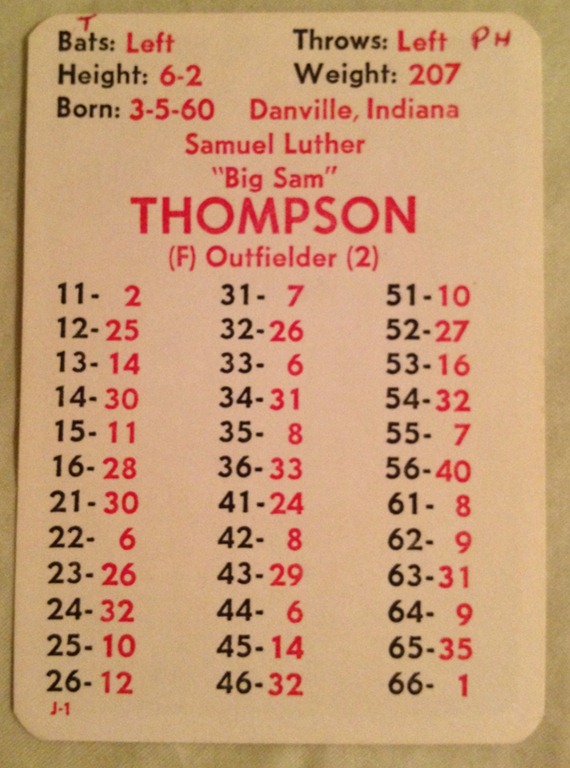 T
Bats: Left Throws: Left PH
Height: 6-2 Weight: 207
Born: 3-5-60 Danville, Indiana
Samuel Luther
"Big Sam"
THOMPSON
(F) Outfielder (2)
11- 2 31- 7 51-10
12-25 32-26 52-27
13-14 33- 6 53-16
14-30 34-31 54-32
15-11 35- 8 55- 7
16-28 36-33 56-40
21-30 41-24 61- 8
22- 6 42- 8 62- 9
23-26 43-29 63-31
24-32 44- 6 64- 9
25-10 45-14 65-35
26-12 46-32 66- 1
J-1